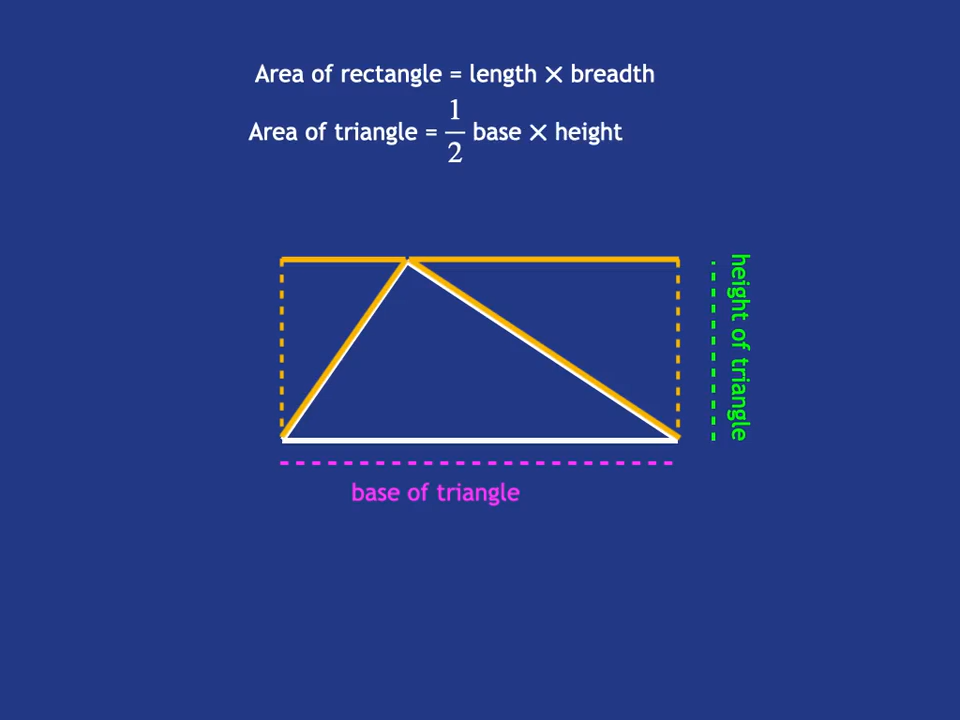 Area of rectangle = length × breadth
Area of triangle = 1/2 base × height
height of triangle
base of triangle